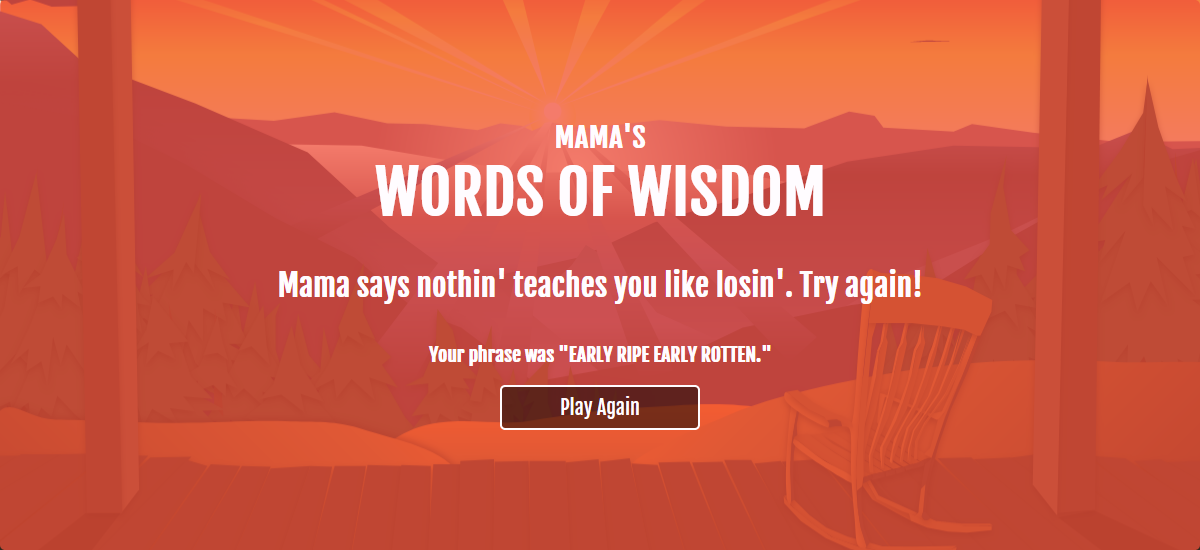 MAMA'S
WORDS OF WISDOM
Mama says nothin' teaches you like losin'. Try again!
Your phrase was "EARLY RIPE EARLY ROTTEN."
Play Again